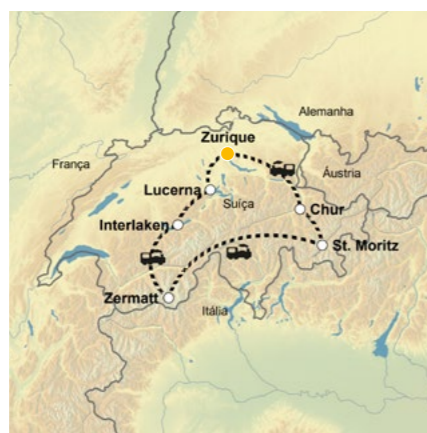 Alemanha
Zurique
França
Áustria
Lucerna
Suíça
Chur
Interlaken
St. Moritz
Zermatt
Itália